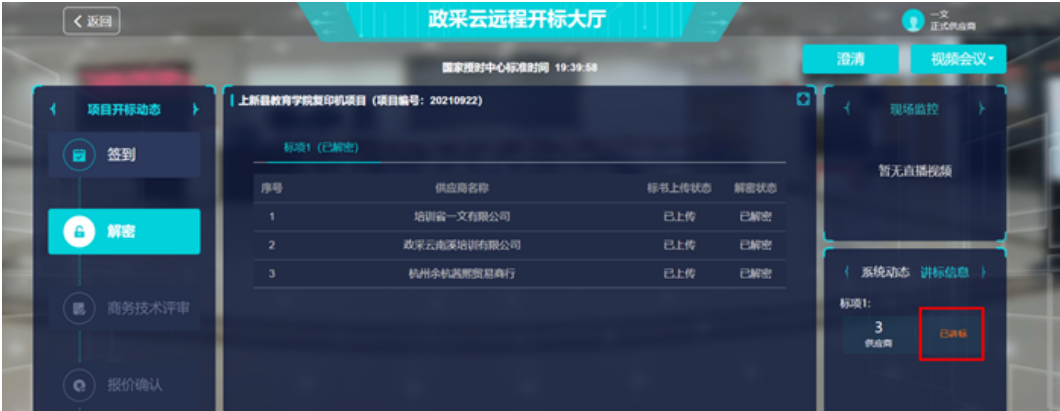 返回
政采云远程开标大厅
一文
正式供应商
国家授时中心标准时间 19:39:58
澄清
视频会议
项目开标动态
签到
解密
商务技术评审
报价确认
上新县教育学院复印机项目（项目编号：20210922）
标项1（已解密）
序号 供应商名称 标书上传状态 解密状态
1 培训省一文有限公司 已上传 已解密
2 政采云南溪培训有限公司 已上传 已解密
3 杭州余杭茜熙贸易商行 已上传 已解密
现场监控
暂无直播视频
系统动态 讲标信息
标项1:
3
供应商
已讲标